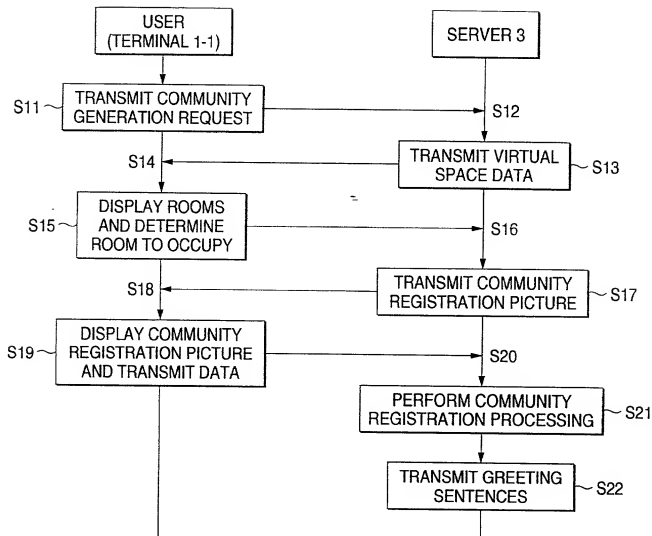 USER
(TERMINAL 1-1)
SERVER 3
S11
TRANSMIT COMMUNITY
GENERATION REQUEST
S12
S14
TRANSMIT VIRTUAL
SPACE DATA
S13
S15
DISPLAY ROOMS
AND DETERMINE
ROOM TO OCCUPY
S16
S18
TRANSMIT COMMUNITY
REGISTRATION PICTURE
S17
S19
DISPLAY COMMUNITY
REGISTRATION PICTURE
AND TRANSMIT DATA
S20
PERFORM COMMUNITY
REGISTRATION PROCESSING
S21
TRANSMIT GREETING
SENTENCES
S22